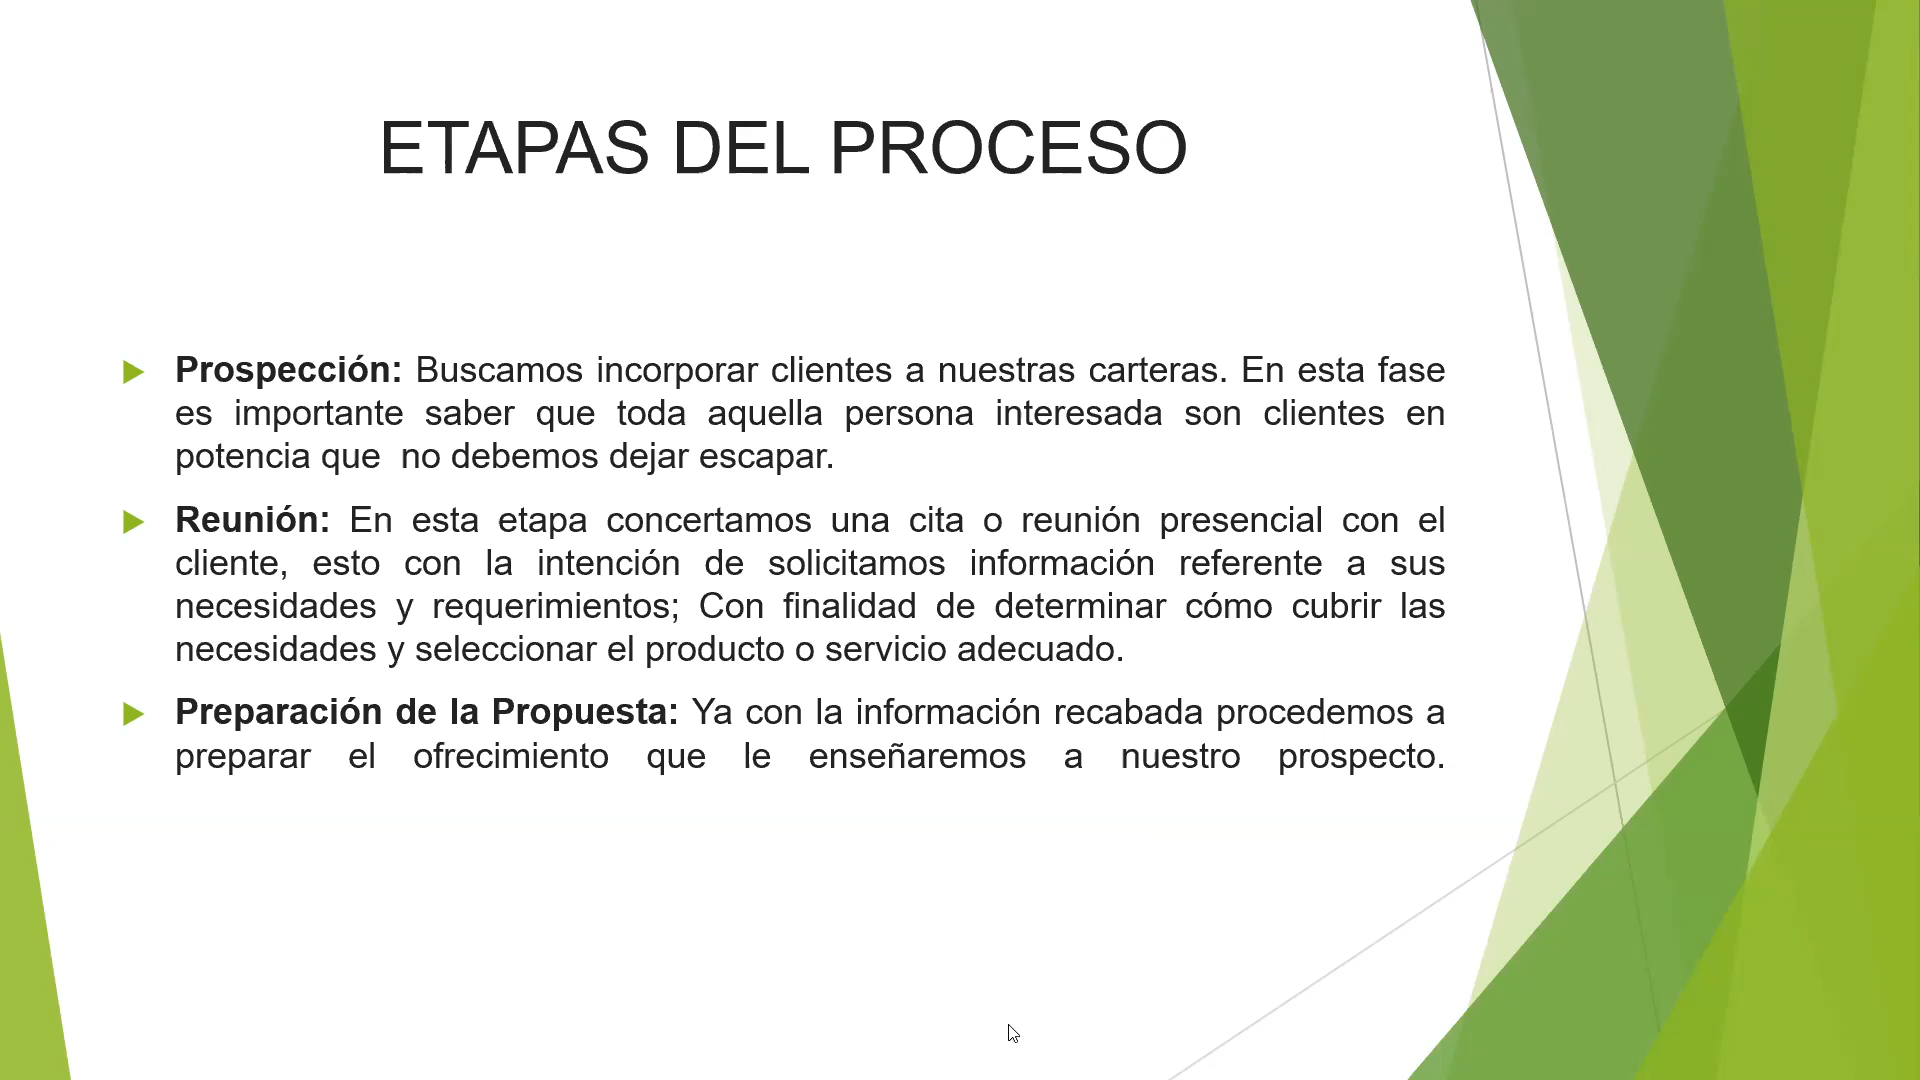 ETAPAS DEL PROCESO
Prospección: Buscamos incorporar clientes a nuestras carteras. En esta fase
es importante saber que toda aquella persona interesada son clientes en
potencia que  no debemos dejar escapar.
Reunión: En esta etapa concertamos una cita o reunión presencial con el
cliente, esto con la intención de solicitamos información referente a sus
necesidades y requerimientos; Con finalidad de determinar cómo cubrir las
necesidades y seleccionar el producto o servicio adecuado.
Preparación de la Propuesta: Ya con la información recabada procedemos a
preparar el ofrecimiento que le enseñaremos a nuestro prospecto.